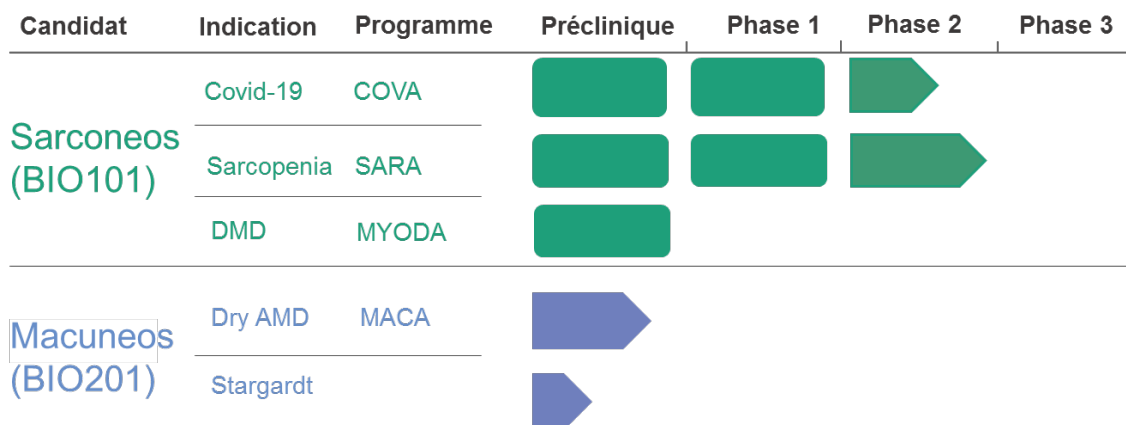 Candidat Indication Programme Préclinique Phase 1 Phase 2 Phase 3
Sarconeos
(BIO101)
Covid-19 COVA
Sarcopenia SARA
DMD MYODA
Macuneos
(BIO201)
Dry AMD MACA
Stargardt